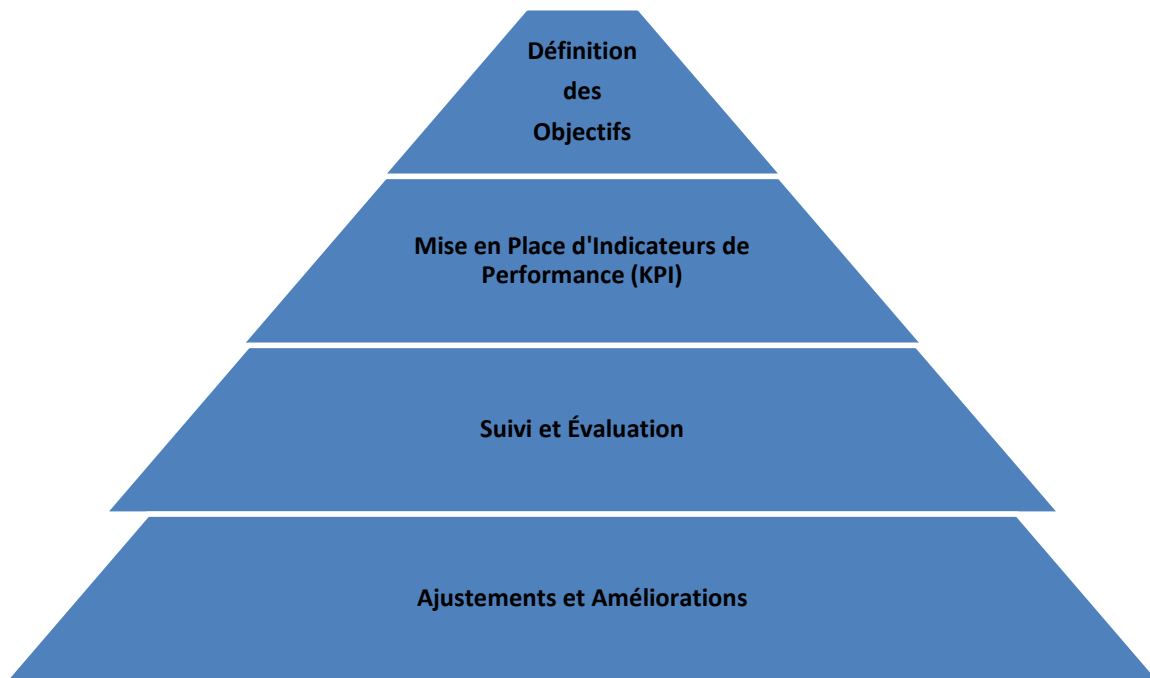 Définition
des
Objectifs
Mise en Place d'Indicateurs de
Performance (KPI)
Suivi et Évaluation
Ajustements et Améliorations